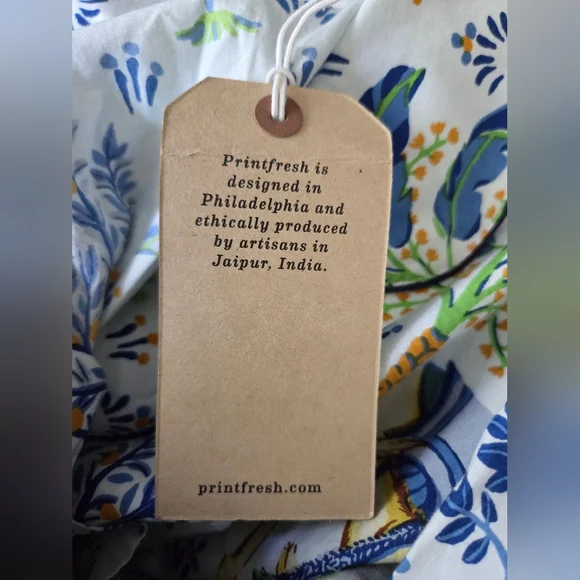 Printfresh is
designed in
Philadelphia and
ethically produced
by artisans in
Jaipur, India.
printfresh.com